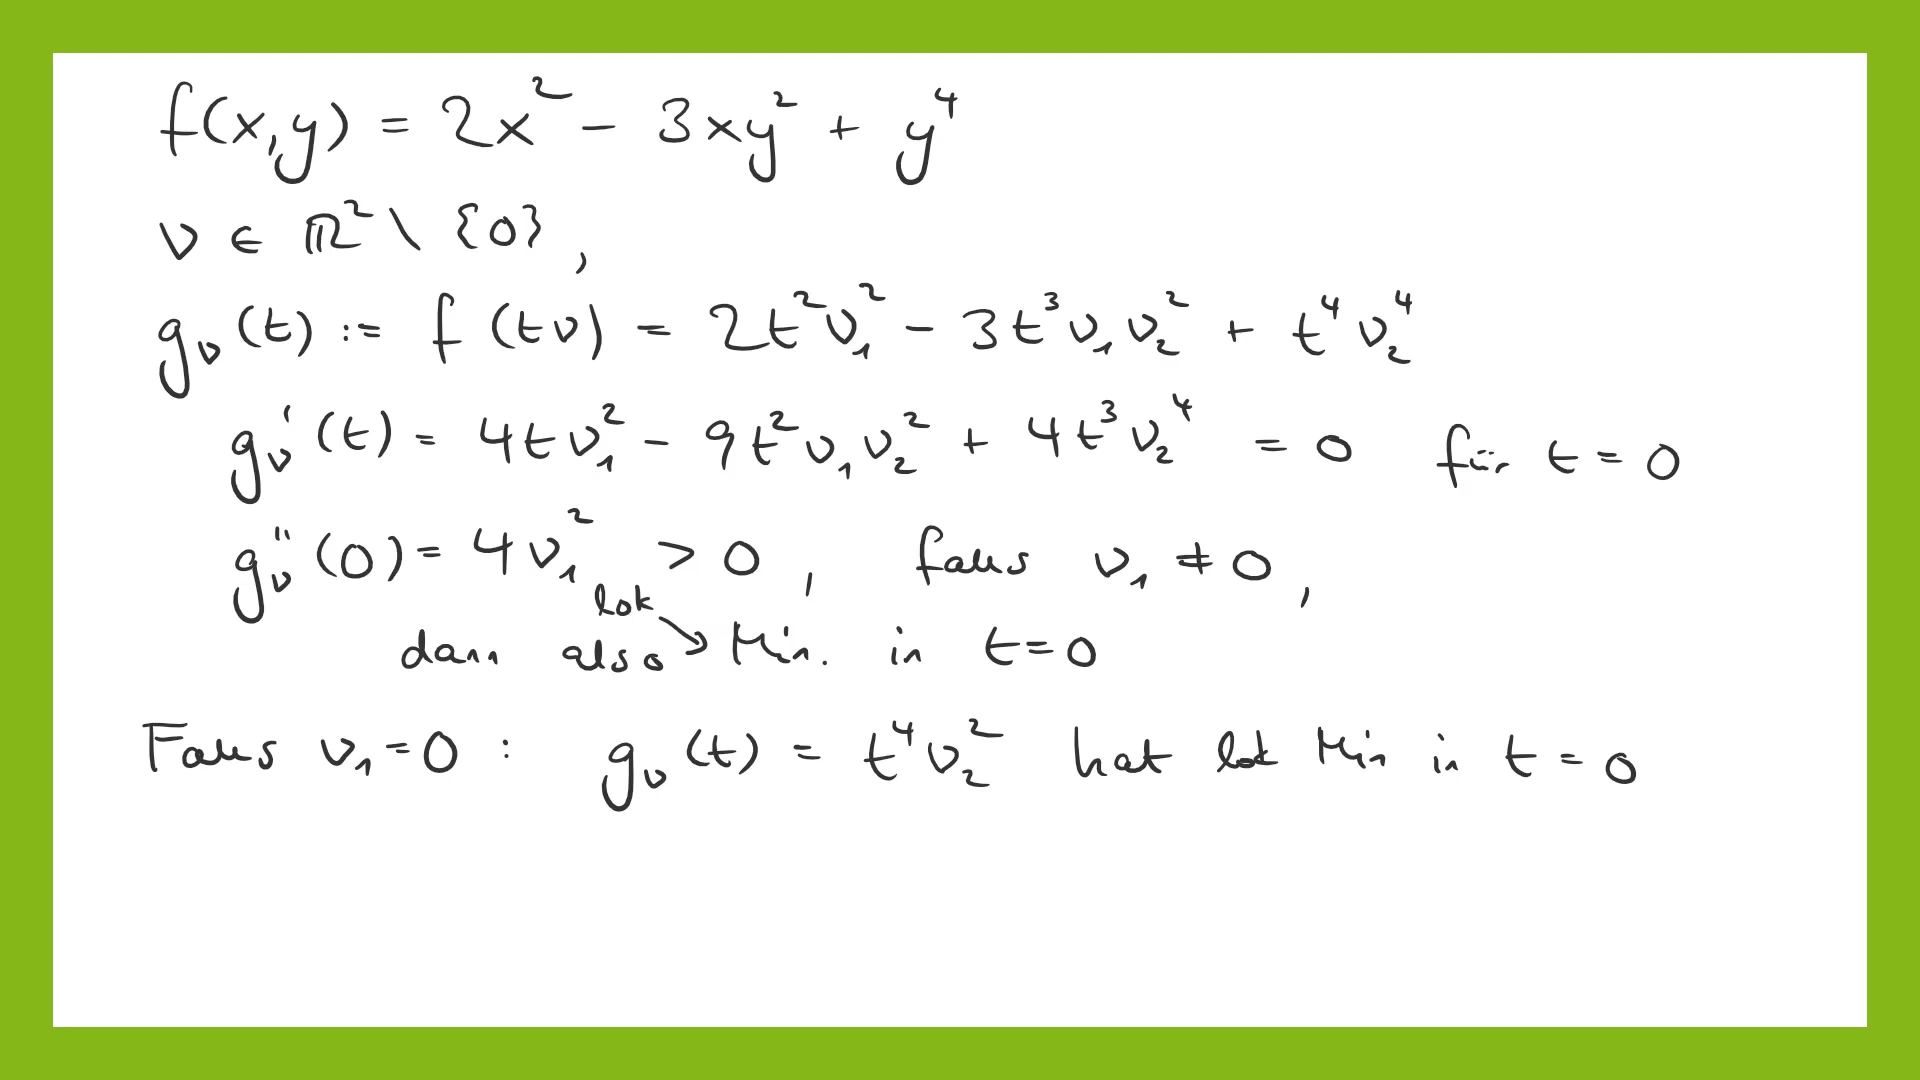 f(x,y) = 2x² - 3xy² + y⁴
v ∈ ℝ² \ {0},
g_v(t) := f(tv) = 2t²v₁² - 3t³v₁v₂² + t⁴v₂⁴
g_v'(t) = 4tv₁² - 9t²v₁v₂² + 4t³v₂⁴ = 0 für t = 0
g_v''(0) = 4v₁² > 0, falls v₁ ≠ 0,
lok
dann also → Min. in t=0
Falls v₁=0 : g_v(t) = t⁴v₂² hat lok Min in t = 0